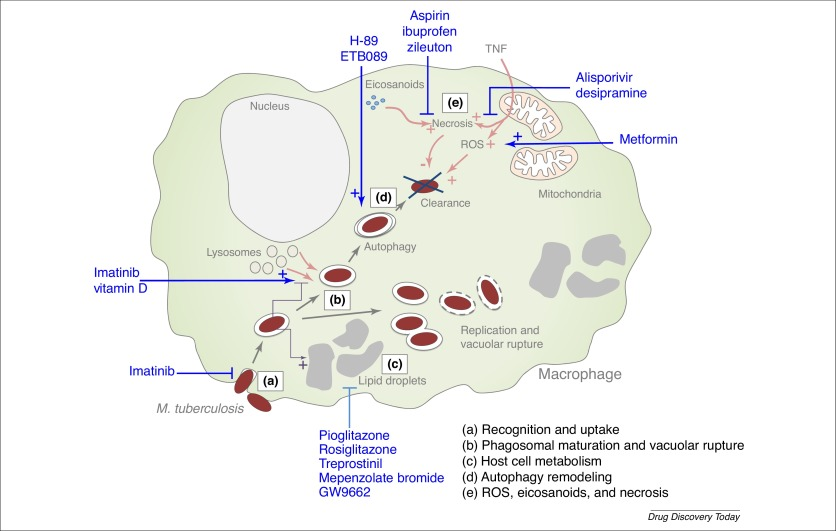 Aspirin
ibuprofen
zileuton
H-89
ETB089
TNF
Eicosanoids
(e)
Alisporivir
desipramine
Nucleus
Necrosis
+
+
+
ROS
+
+
Metformin
-
+
Mitochondria
(d)
+
Clearance
Autophagy
Lysosomes
+
Imatinib
vitamin D
(b)
Replication and
vacuolar rupture
+
(c)
Imatinib
(a)
Lipid droplets
Macrophage
M. tuberculosis
Pioglitazone
Rosiglitazone
Treprostinil
Mepenzolate bromide
GW9662
(a) Recognition and uptake
(b) Phagosomal maturation and vacuolar rupture
(c) Host cell metabolism
(d) Autophagy remodeling
(e) ROS, eicosanoids, and necrosis
Drug Discovery Today